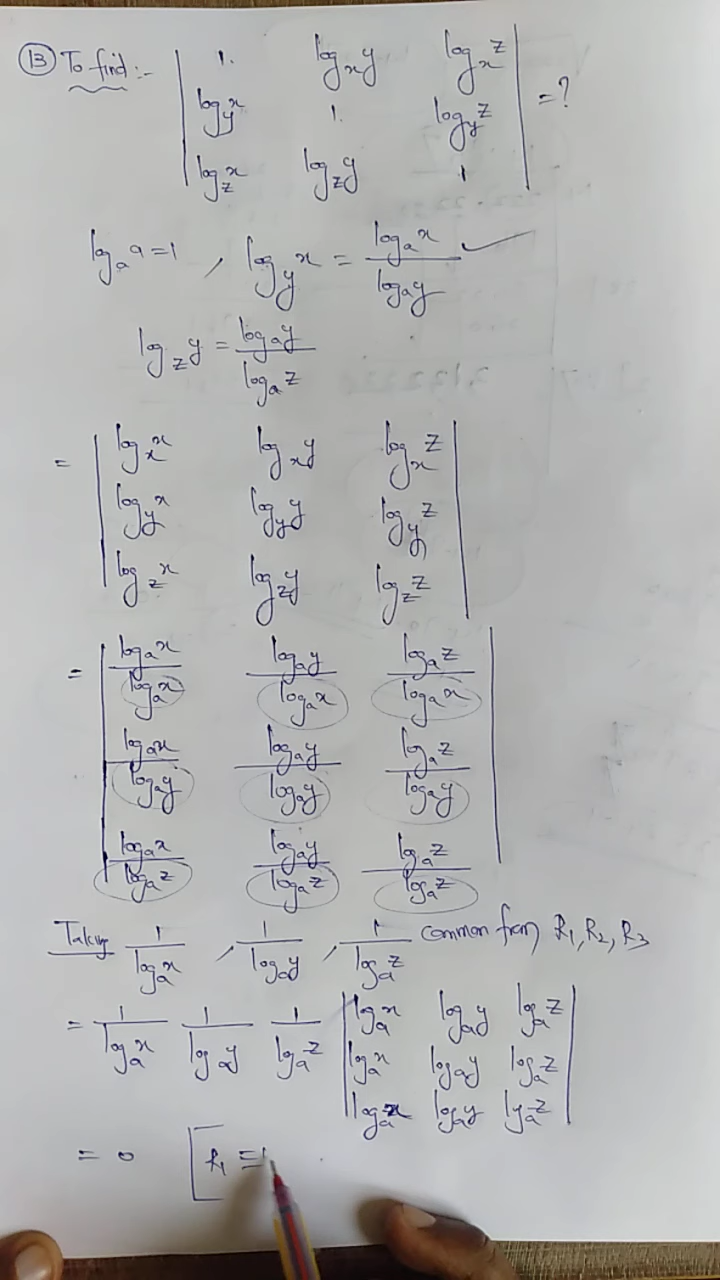 (13) To find :- | 1. log_x y log_x z |
| log_y x 1. log_y z | = ?
| log_z x log_z y 1 |
log_a a = 1 , log_y x = log_a x / log_a y
log_z y = log_a y / log_a z
= | log_x x log_x y log_x z |
| log_y x log_y y log_y z |
| log_z x log_z y log_z z |
= | log_a x / log_a x log_a y / log_a x log_a z / log_a x |
| log_a x / log_a y log_a y / log_a y log_a z / log_a y |
| log_a x / log_a z log_a y / log_a z log_a z / log_a z |
Taking 1 / log_a x , 1 / log_a y , 1 / log_a z common from R1, R2, R3
= 1 / log_a x 1 / log_a y 1 / log_a z | log_a x log_a y log_a z |
| log_a x log_a y log_a z |
| log_a x log_a y log_a z |
= 0 [ R1 =